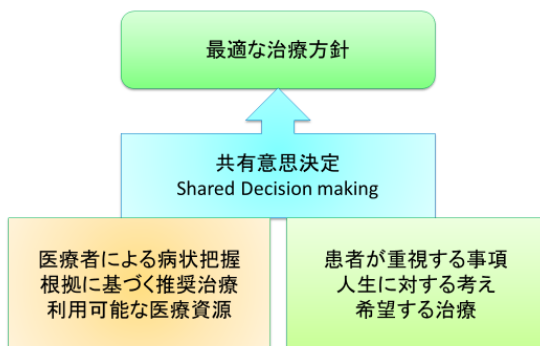 最適な治療方針
共有意思決定
Shared Decision making
医療者による病状把握
根拠に基づく推奨治療
利用可能な医療資源
患者が重視する事項
人生に対する考え
希望する治療